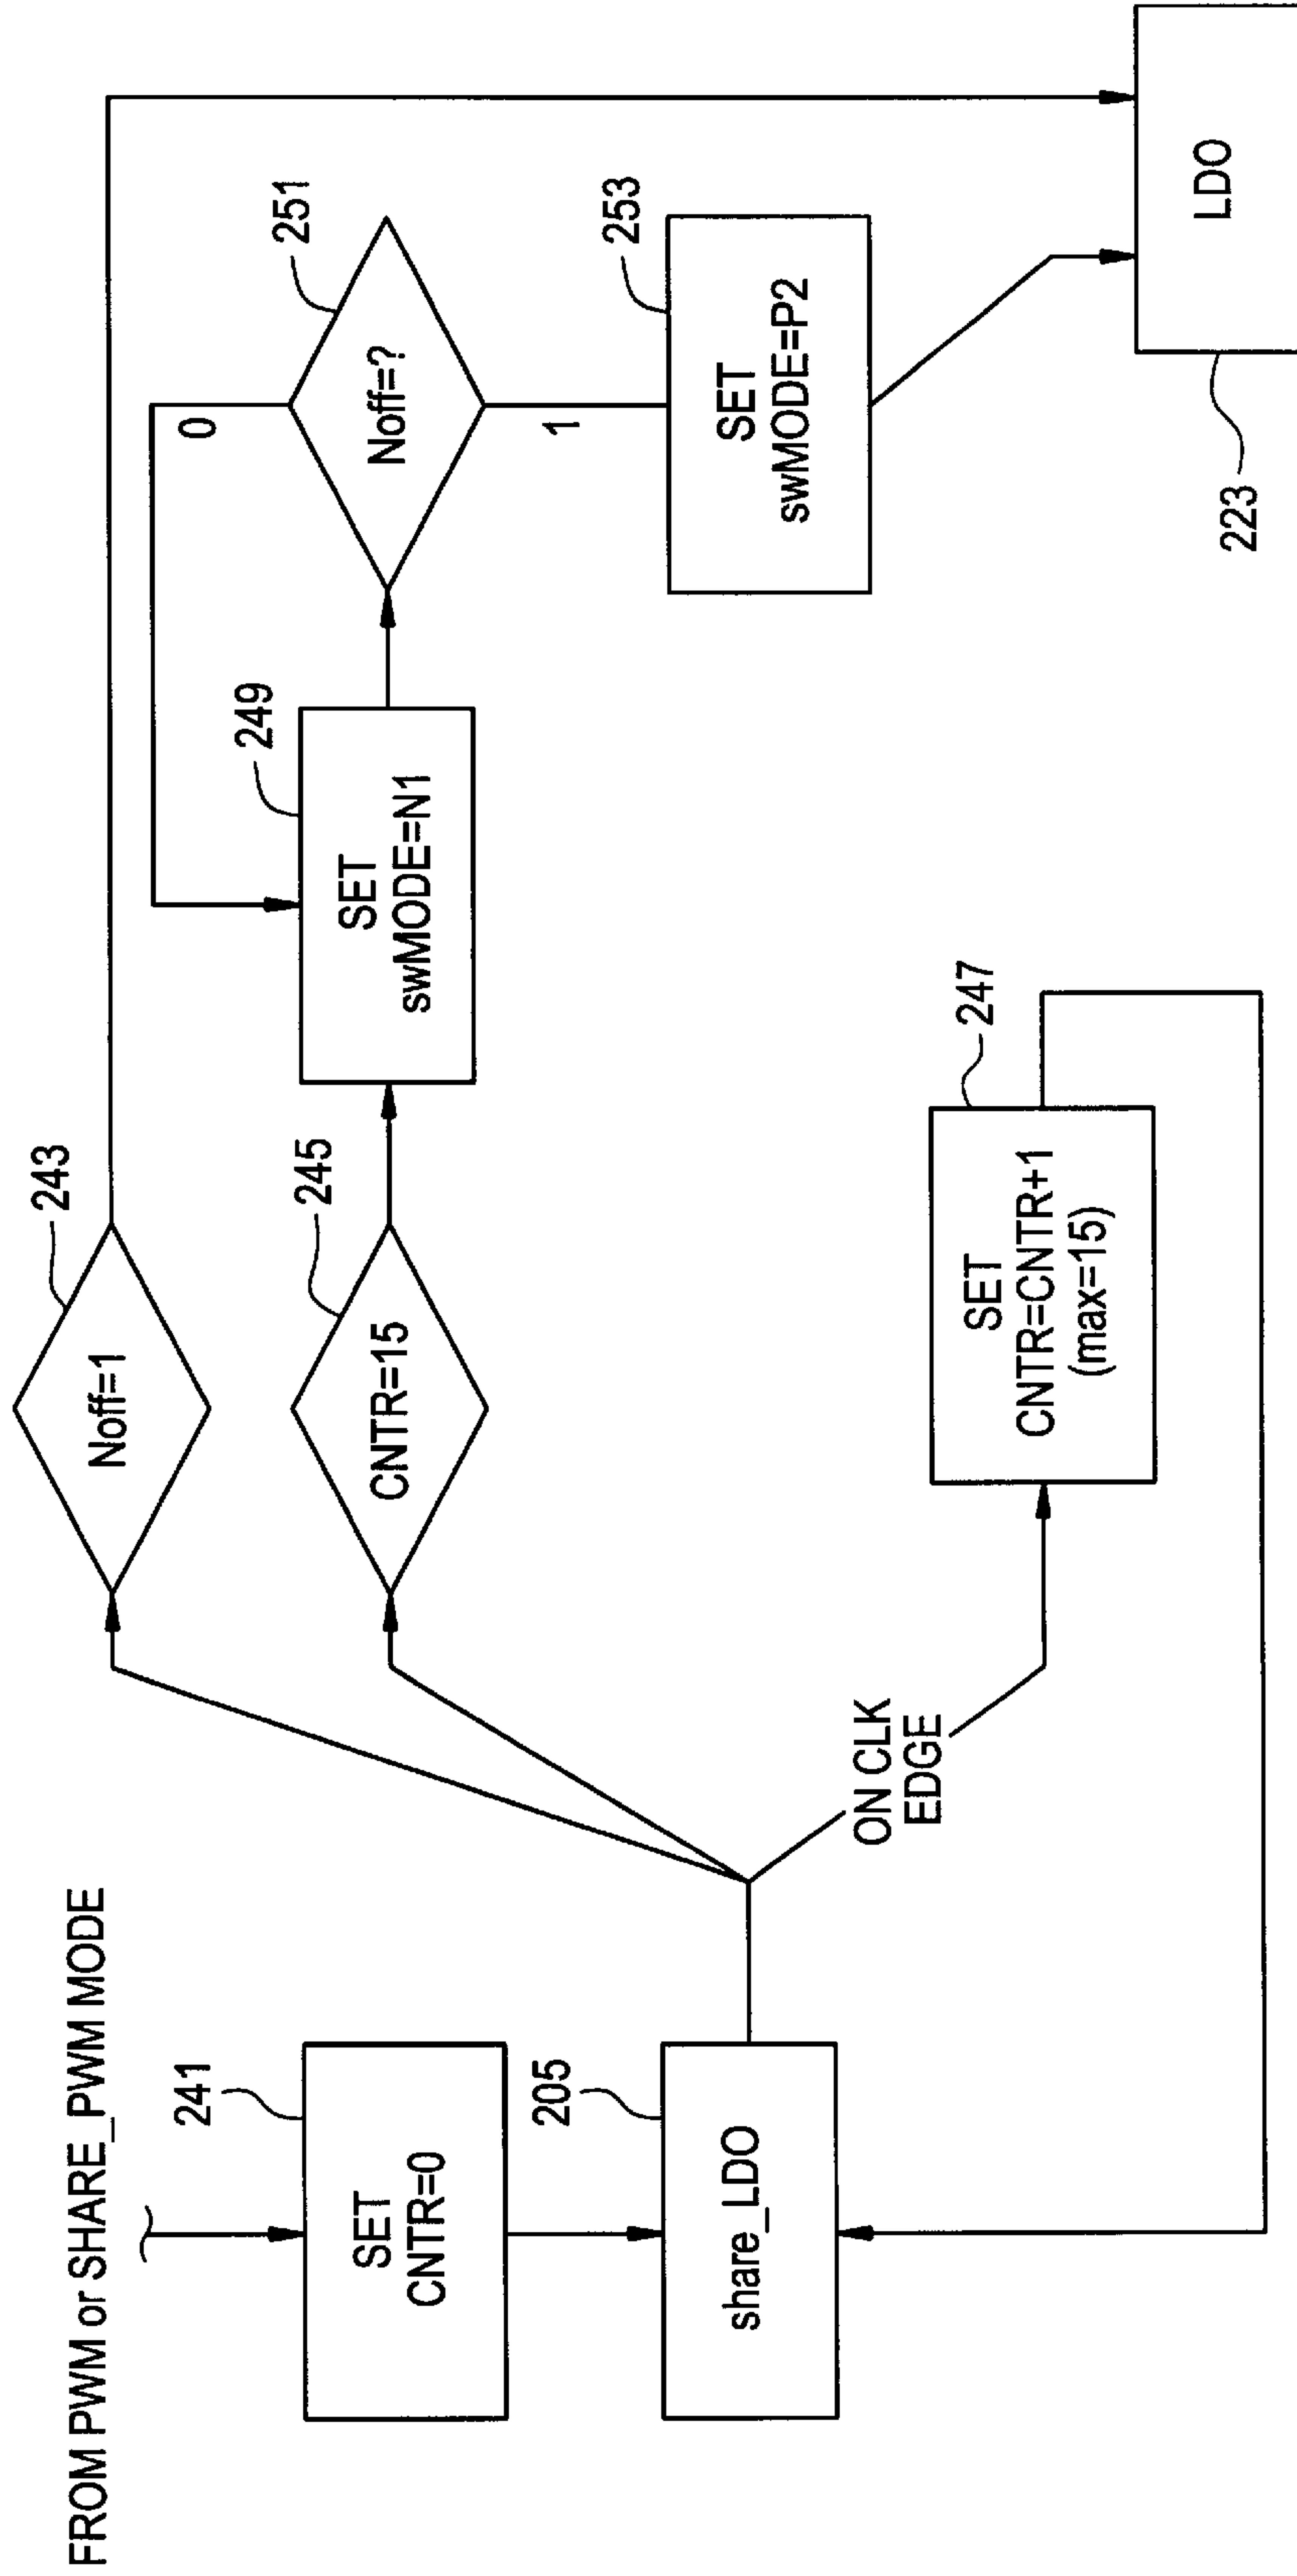 FROM PWM or SHARE_PWM MODE
241
SET
CNTR=0
205
share_LDO
243
Noff=1
245
CNTR=15
ON CLK
EDGE
247
SET
CNTR=CNTR+1
(max=15)
249
SET
swMODE=N1
251
Noff=?
0
1
253
SET
swMODE=P2
LDO
223